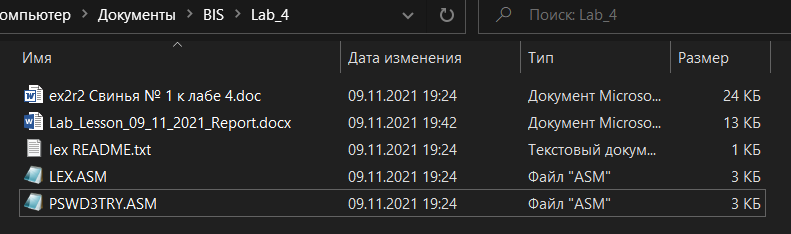 омпьютер > Документы > BIS > Lab_4
Поиск: Lab_4
Имя Дата изменения Тип Размер
ex2r2 Свинья № 1 к лабе 4.doc 09.11.2021 19:24 Документ Microso... 24 КБ
Lab_Lesson_09_11_2021_Report.docx 09.11.2021 19:42 Документ Microso... 13 КБ
lex README.txt 09.11.2021 19:24 Текстовый докум... 1 КБ
LEX.ASM 09.11.2021 19:24 Файл "ASM" 3 КБ
PSWD3TRY.ASM 09.11.2021 19:24 Файл "ASM" 3 КБ